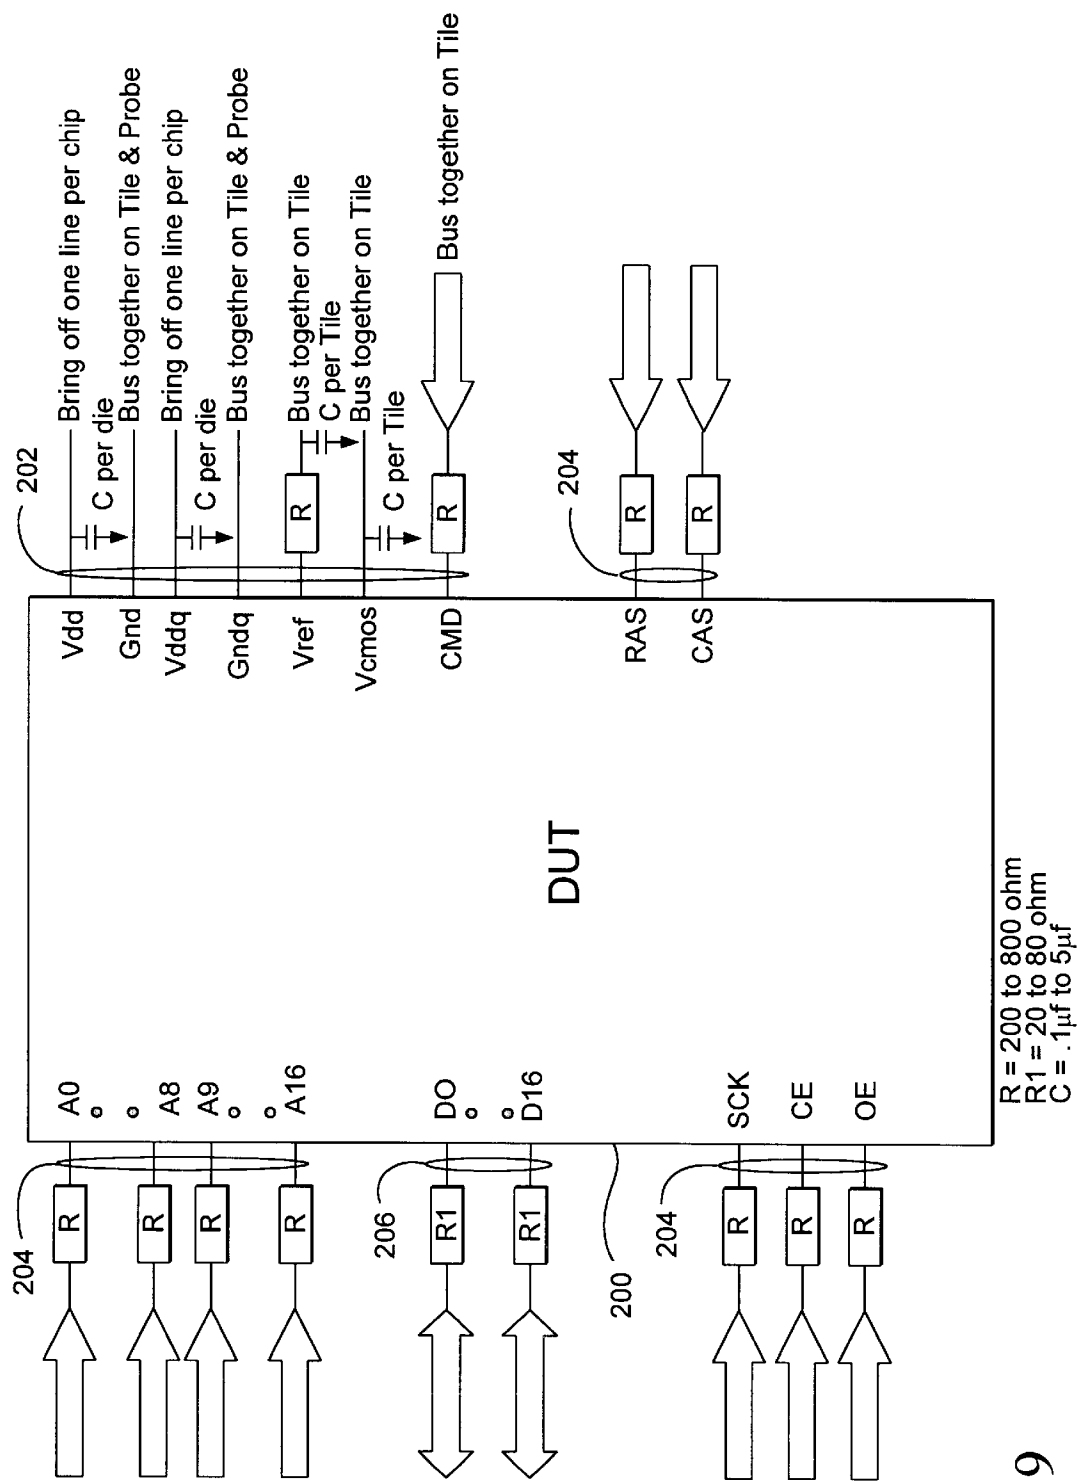 202
Vdd
Bring off one line per chip
C per die
Gnd
Bus together on Tile & Probe
Vddq
Bring off one line per chip
C per die
Gndq
Bus together on Tile & Probe
Vref
R
Bus together on Tile
C per Tile
Vcmos
Bus together on Tile
C per Tile
CMD
R
Bus together on Tile
204
RAS
R
CAS
R
DUT
204
R
A0
R
A8
R
A9
R
A16
206
R1
DO
R1
D16
200
204
R
SCK
R
CE
R
OE
R = 200 to 800 ohm
R1 = 20 to 80 ohm
C = .1µf to 5µf
9